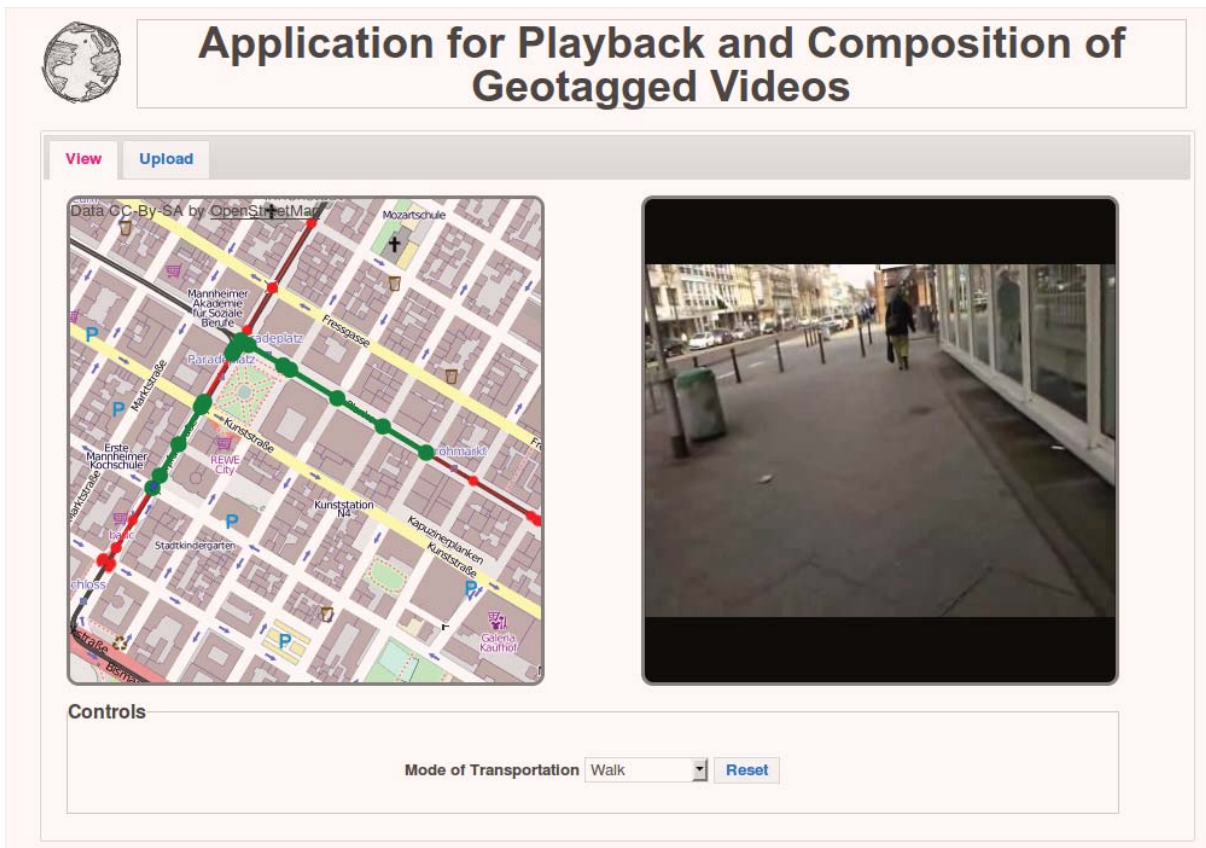 Application for Playback and Composition of
Geotagged Videos
View
Upload
Data CC-By-SA by OpenStreetMap
Mozartschule
Mannheimer
Akademie
für Soziale
Berufe
Fressgasse
Marktstraße
Kunststraße
REWE
City
Erste
Mannheimer
Kochschule
P
P
P
P
P
Kunststation
N4
Kapuzinerplanken
Kunststraße
Stadtkindergarten
Galeria
Kaufhof
Controls
Mode of Transportation
Walk
Reset